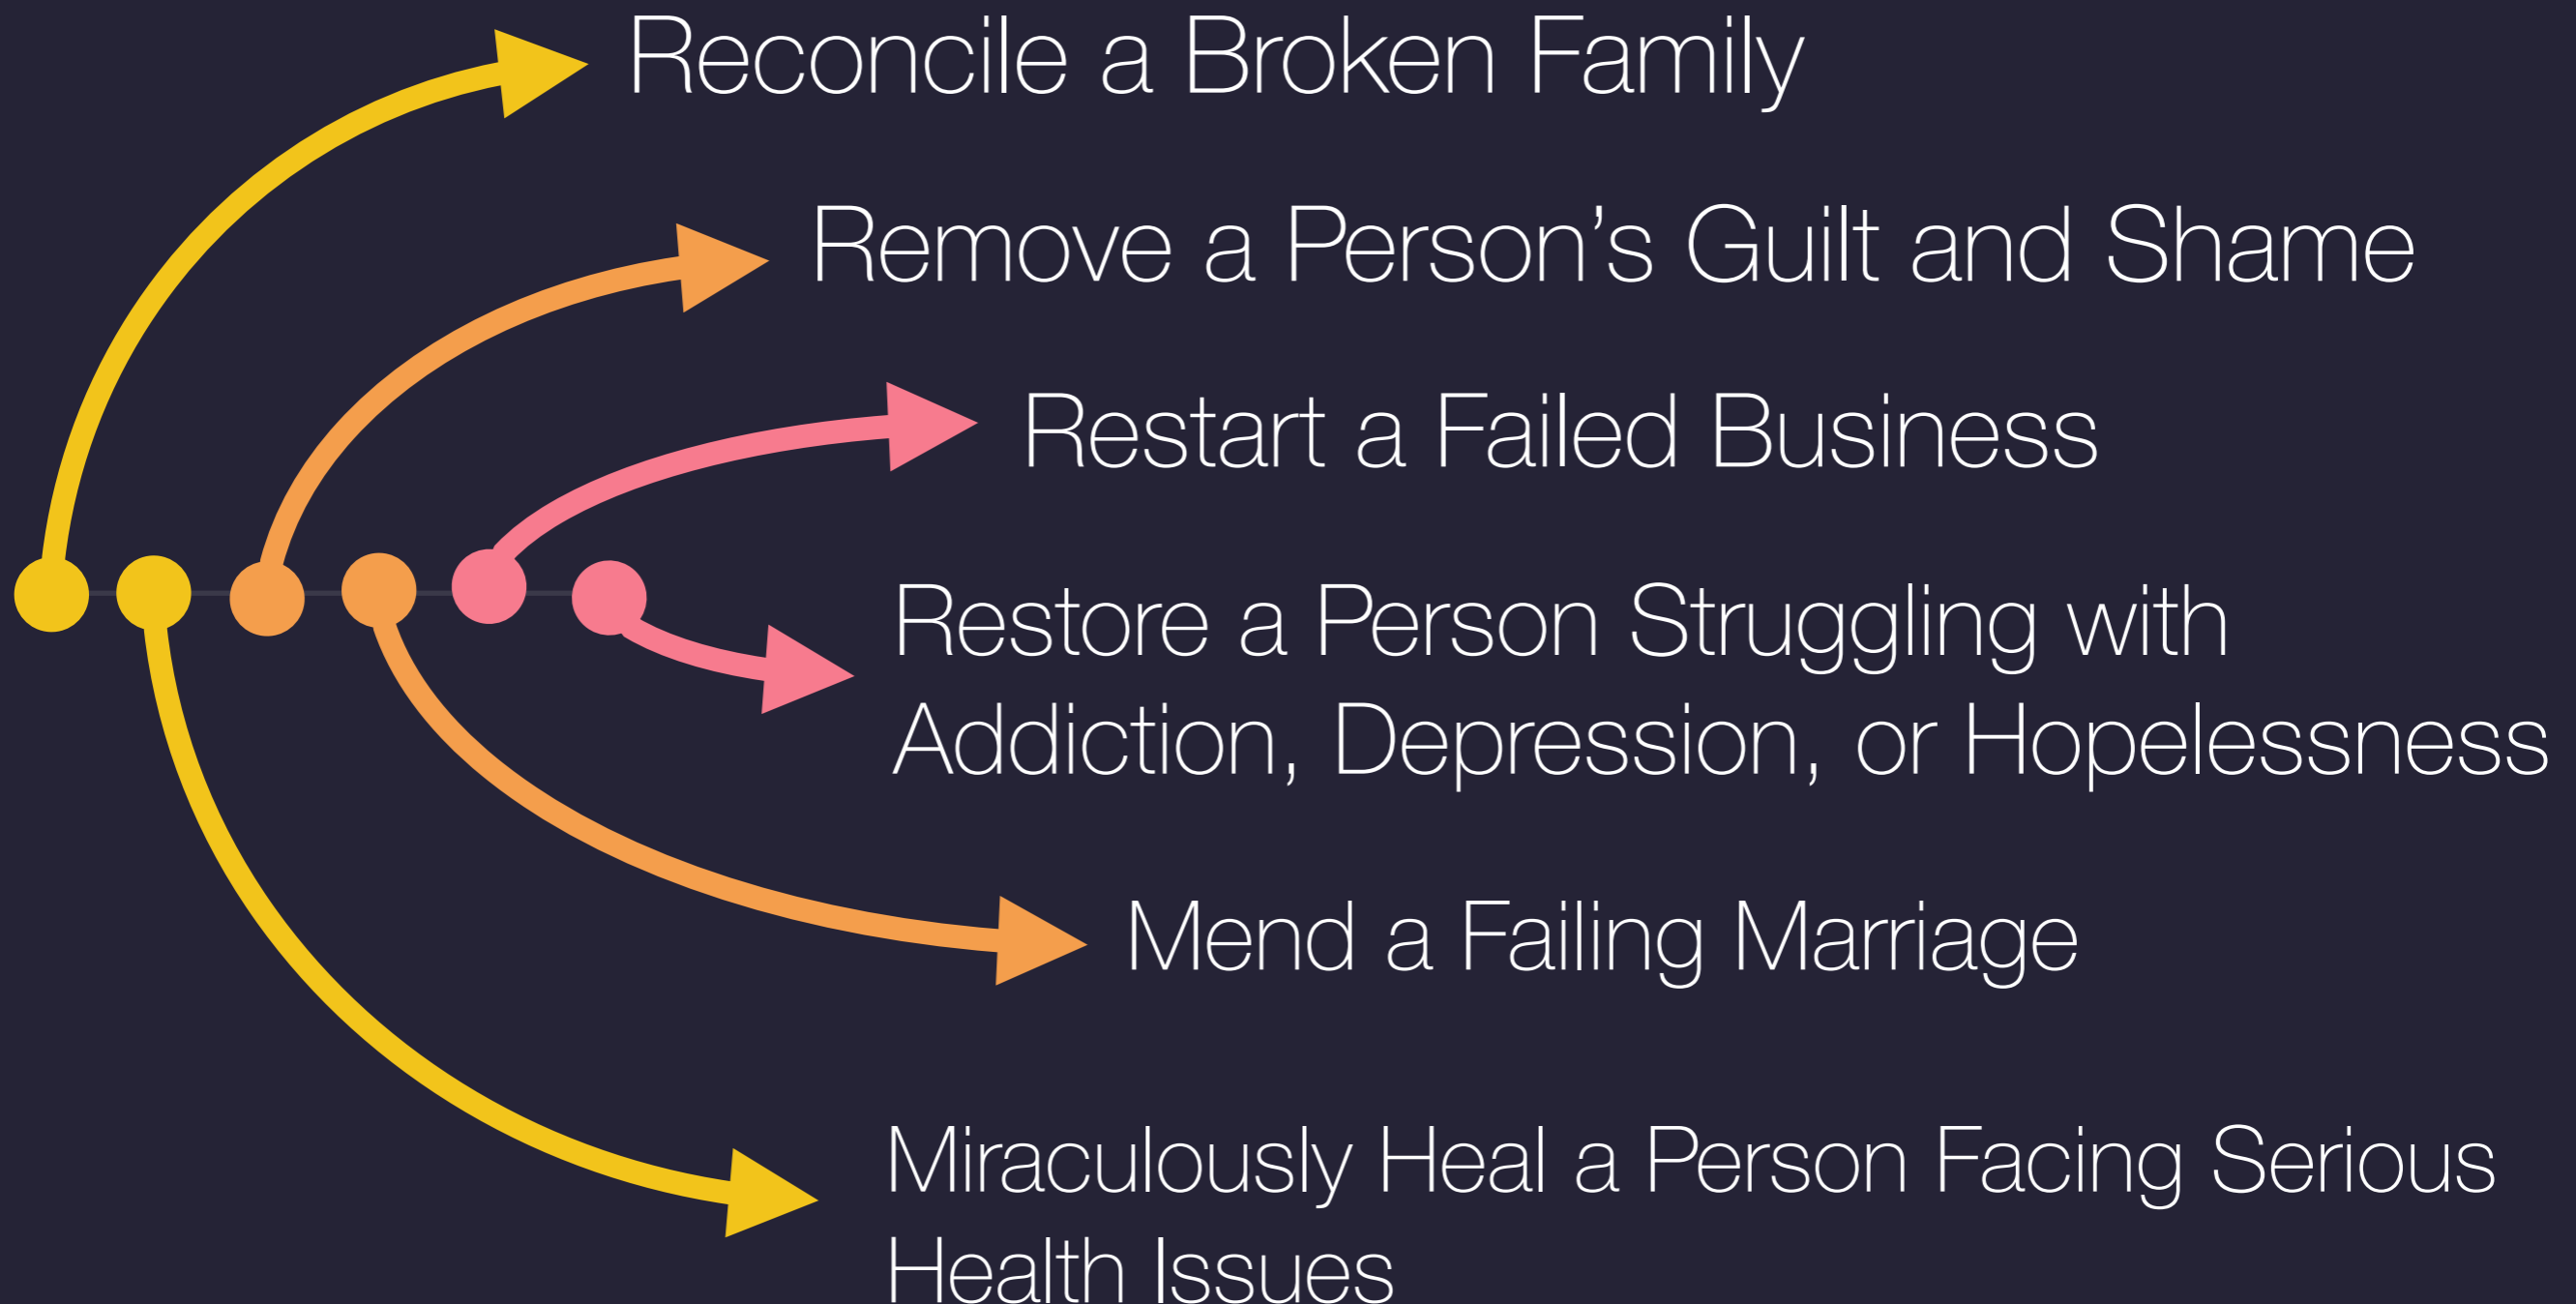 Reconcile a Broken Family
Remove a Person’s Guilt and Shame
Restart a Failed Business
Restore a Person Struggling with
Addiction, Depression, or Hopelessness
Mend a Failing Marriage
Miraculously Heal a Person Facing Serious
Health Issues